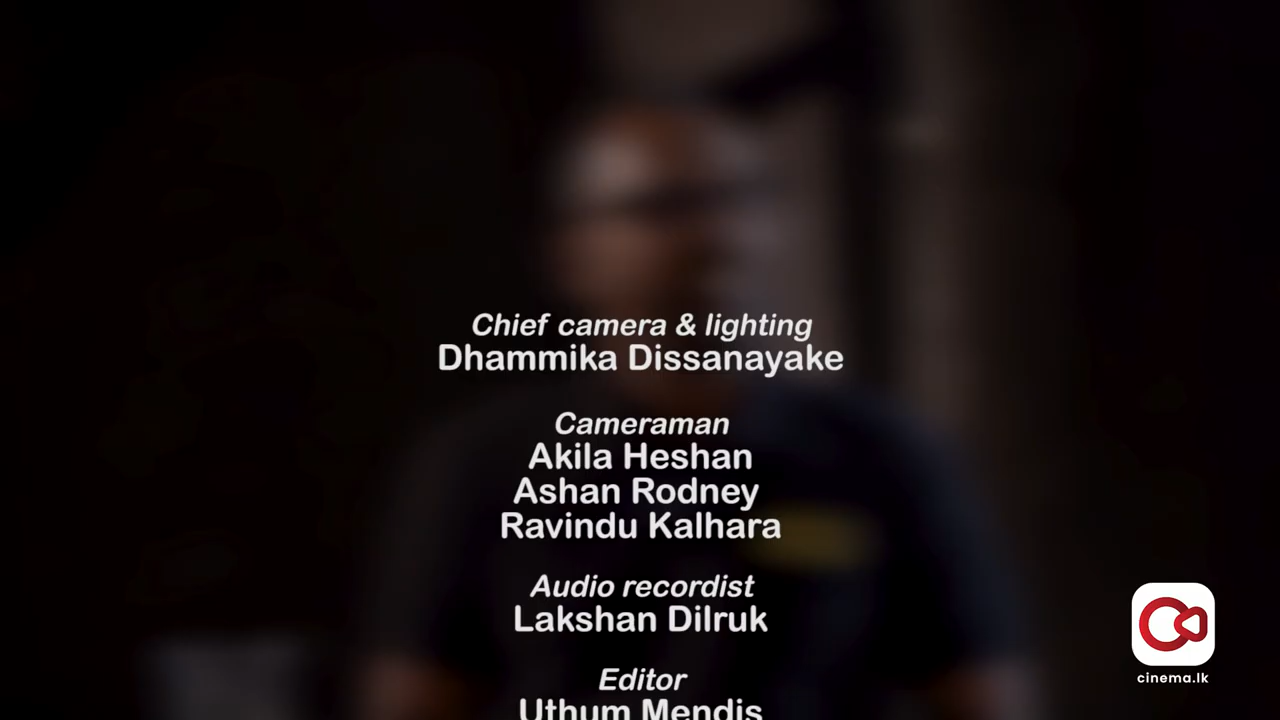 Chief camera & lighting
Dhammika Dissanayake
Cameraman
Akila Heshan
Ashan Rodney
Ravindu Kalhara
Audio recordist
Lakshan Dilruk
Editor
Uthum Mendis
cinema.lk